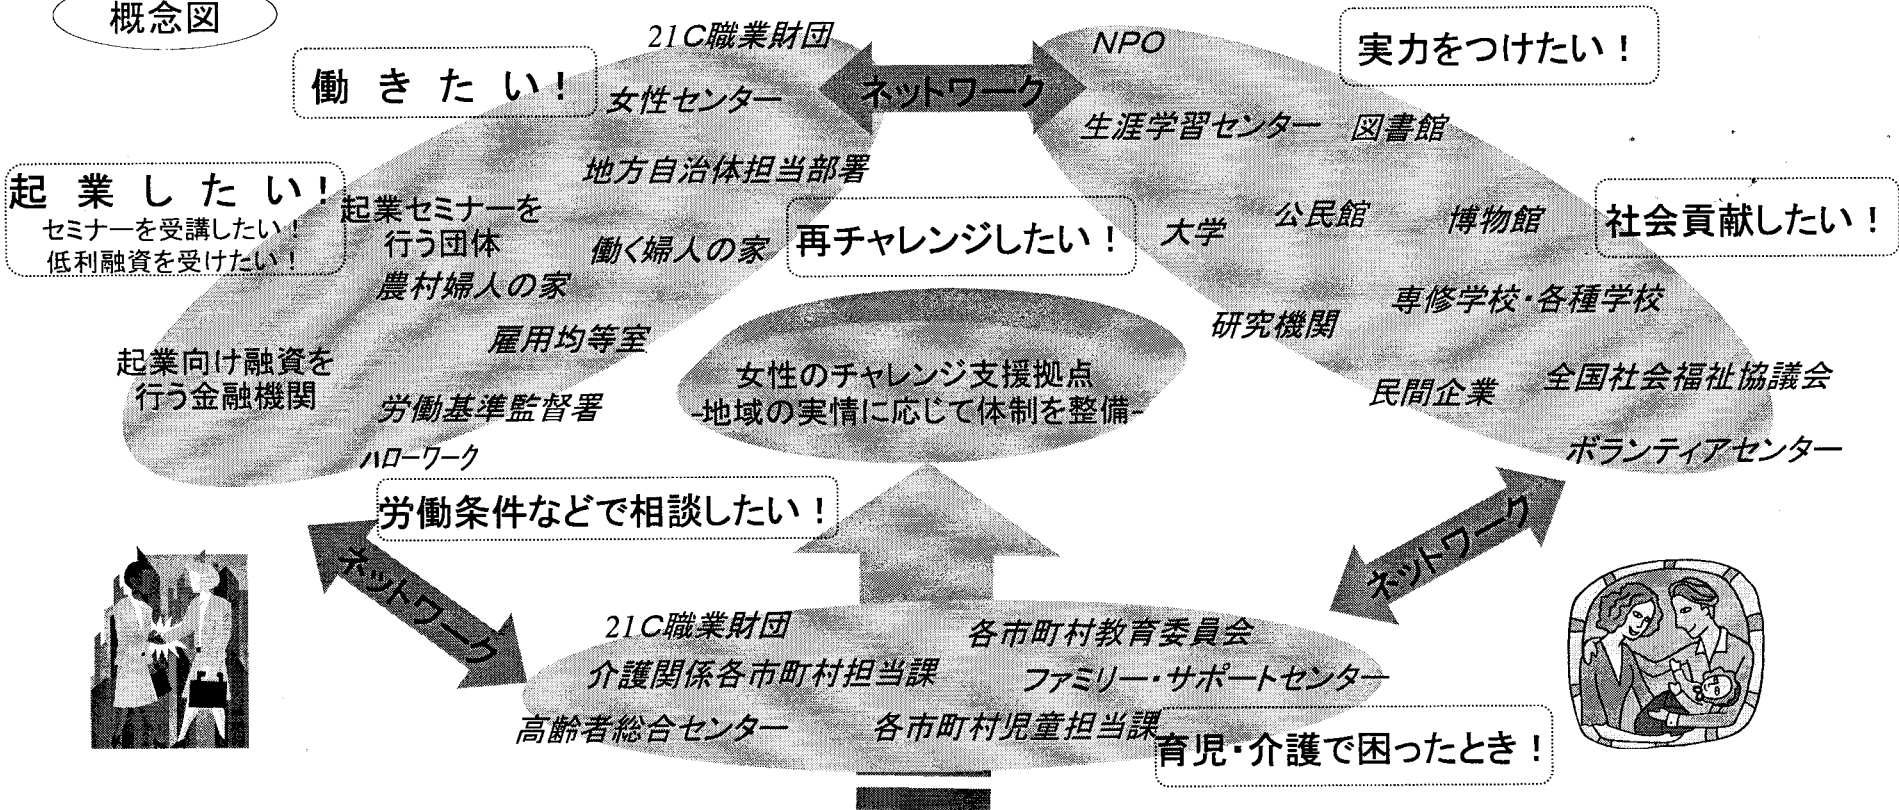 概念図
21C職業財団
NPO
実力をつけたい！
働きたい！
ネットワーク
女性センター
生涯学習センター
図書館
地方自治体担当部署
起業したい！
セミナーを受講したい！
低利融資を受けたい！
起業セミナーを
行う団体
働く婦人の家
再チャレンジしたい！
大学
公民館
博物館
社会貢献したい！
農村婦人の家
専修学校・各種学校
研究機関
雇用均等室
起業向け融資を
行う金融機関
女性のチャレンジ支援拠点
-地域の実情に応じて体制を整備-
民間企業
全国社会福祉協議会
労働基準監督署
ハローワーク
ボランティアセンター
労働条件などで相談したい！
ネットワーク
ネットワーク
21C職業財団
各市町村教育委員会
介護関係各市町村担当課
ファミリー・サポートセンター
高齢者総合センター
各市町村児童担当課
育児・介護で困ったとき！